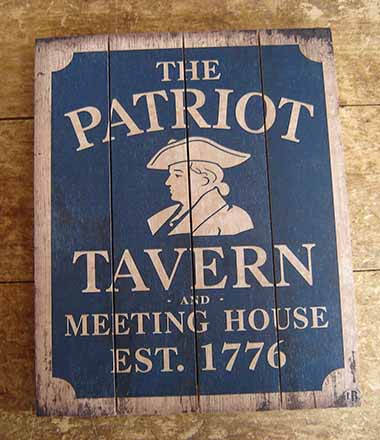 THE
PATRIOT
TAVERN
- AND -
MEETING HOUSE
EST. 1776